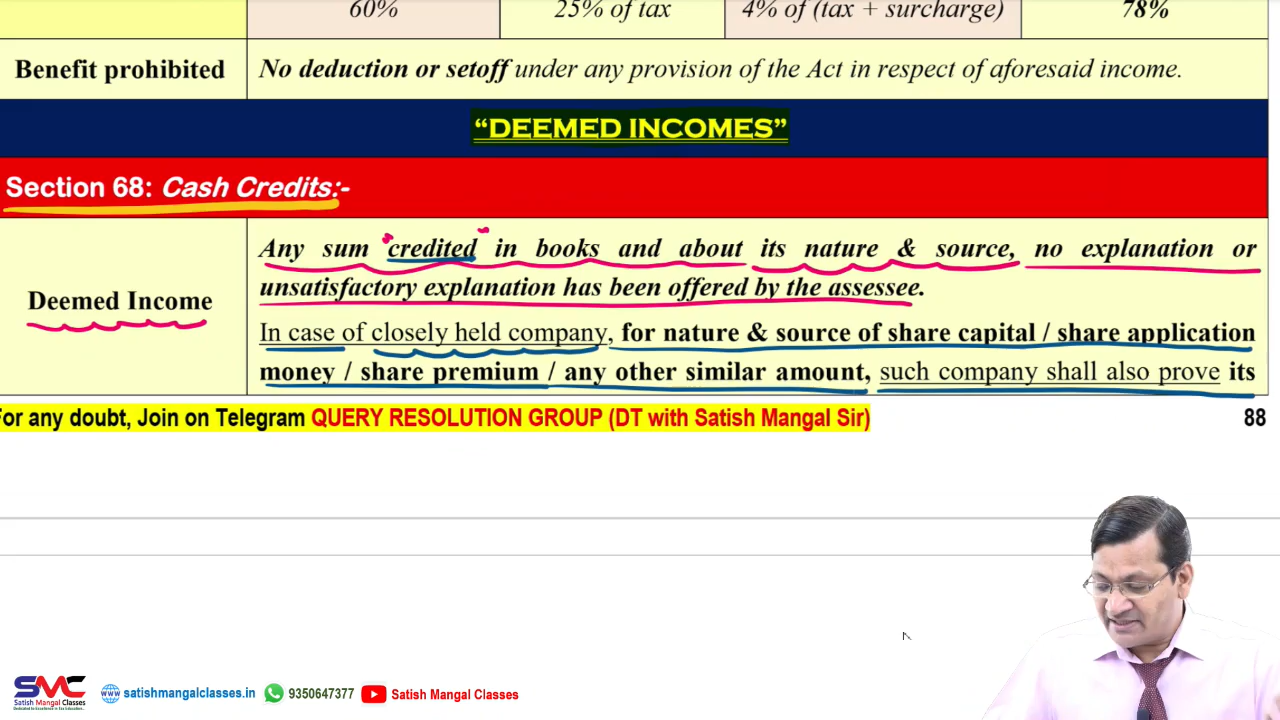 60% 25% of tax 4% of (tax + surcharge) 78%
Benefit prohibited No deduction or setoff under any provision of the Act in respect of aforesaid income.
“DEEMED INCOMES”
Section 68: Cash Credits:-
Any sum credited in books and about its nature & source, no explanation or
unsatisfactory explanation has been offered by the assessee.
Deemed Income
In case of closely held company, for nature & source of share capital / share application
money / share premium / any other similar amount, such company shall also prove its
For any doubt, Join on Telegram QUERY RESOLUTION GROUP (DT with Satish Mangal Sir) 88
SMC
Satish Mangal Classes
satishmangalclasses.in 9350647377 Satish Mangal Classes